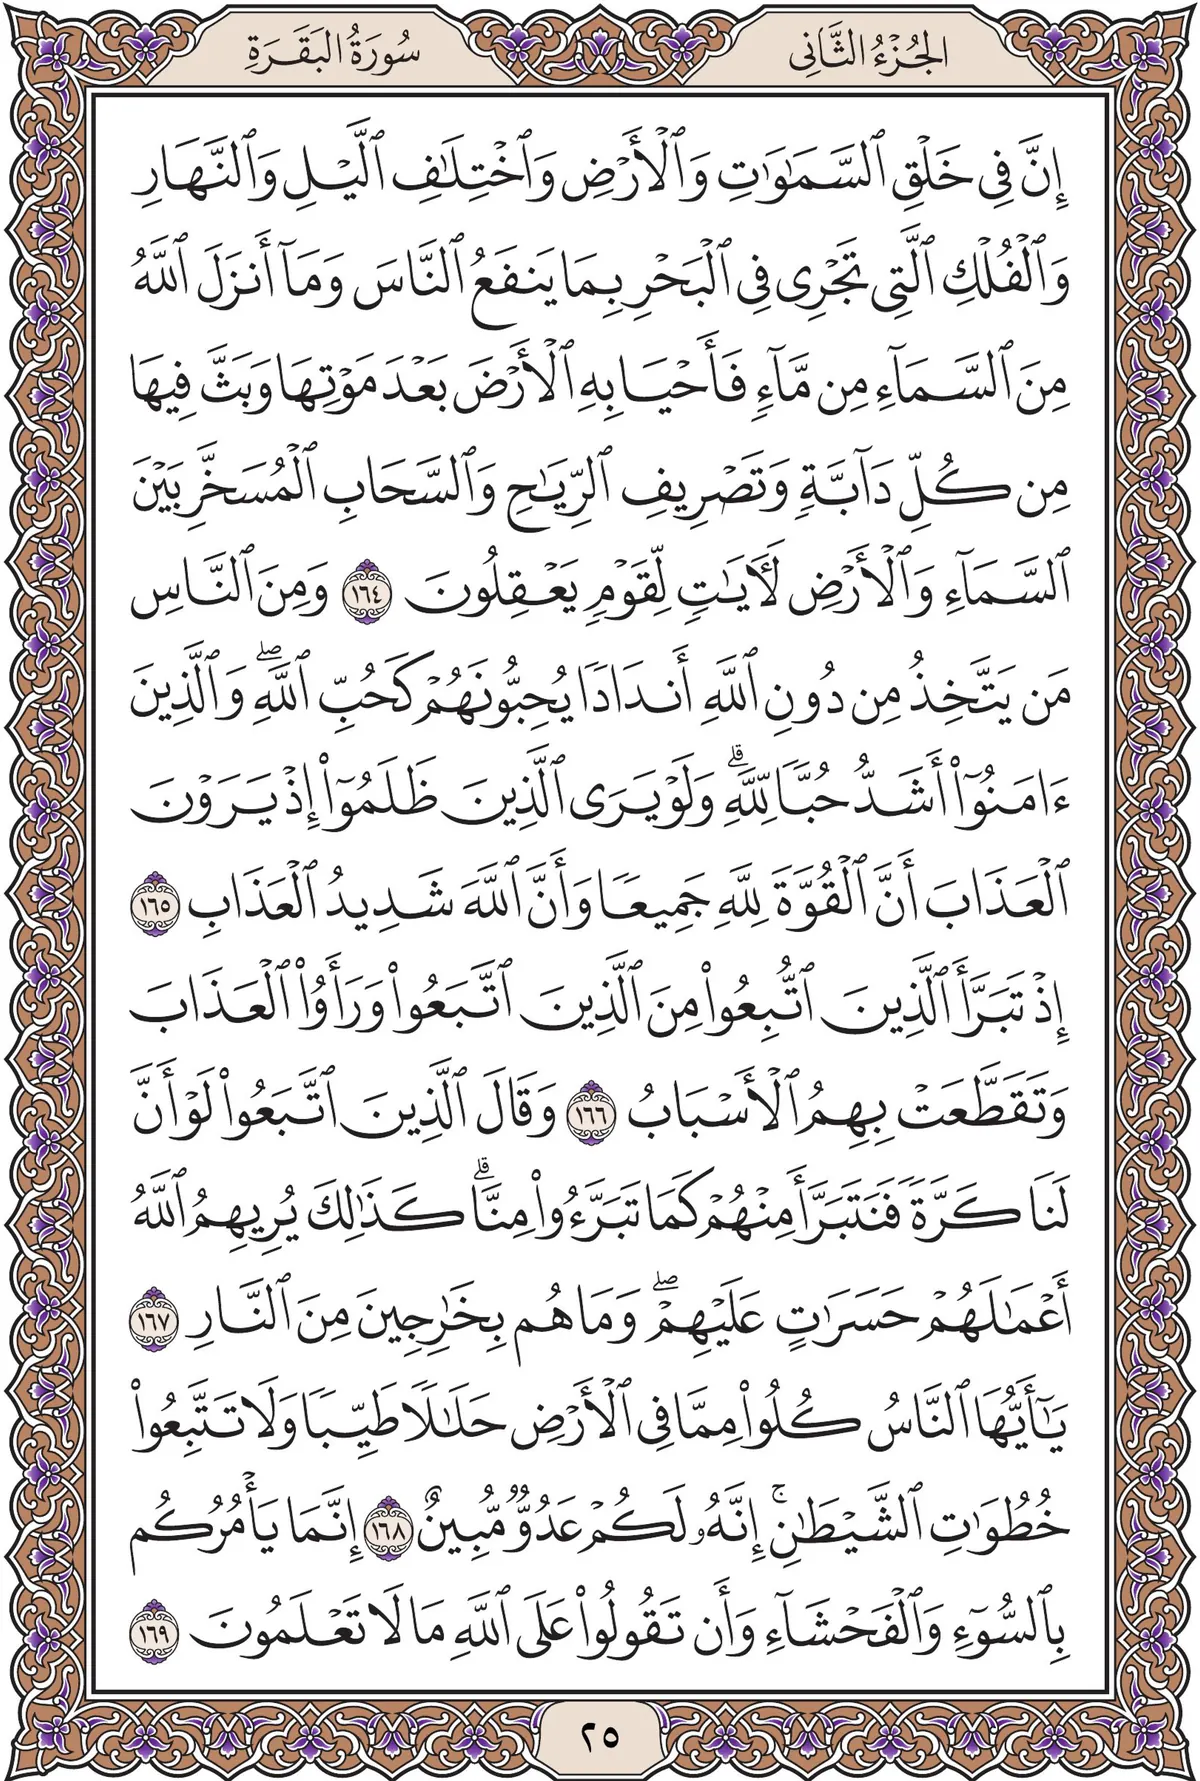 الجُزْءُ الثَّانِى
سُورَةُ البَقَرَةِ
إِنَّ فِى خَلْقِ ٱلسَّمَٰوَٰتِ وَٱلْأَرْضِ وَٱخْتِلَٰفِ ٱلَّيْلِ وَٱلنَّهَارِ
وَٱلْفُلْكِ ٱلَّتِى تَجْرِى فِى ٱلْبَحْرِ بِمَا يَنفَعُ ٱلنَّاسَ وَمَآ أَنزَلَ ٱللَّهُ
مِنَ ٱلسَّمَآءِ مِن مَّآءٍ فَأَحْيَا بِهِ ٱلْأَرْضَ بَعْدَ مَوْتِهَا وَبَثَّ فِيهَا
مِن كُلِّ دَآبَّةٍ وَتَصْرِيفِ ٱلرِّيَٰحِ وَٱلسَّحَابِ ٱلْمُسَخَّرِ بَيْنَ
ٱلسَّمَآءِ وَٱلْأَرْضِ لَءَايَٰتٍ لِّقَوْمٍ يَعْقِلُونَ ١٦٤ وَمِنَ ٱلنَّاسِ
مَن يَتَّخِذُ مِن دُونِ ٱللَّهِ أَندَادًا يُحِبُّونَهُمْ كَحُبِّ ٱللَّهِۖ وَٱلَّذِينَ
ءَامَنُوٓا۟ أَشَدُّ حُبًّا لِّلَّهِۗ وَلَوْ يَرَى ٱلَّذِينَ ظَلَمُوٓا۟ إِذْ يَرَوْنَ
ٱلْعَذَابَ أَنَّ ٱلْقُوَّةَ لِلَّهِ جَمِيعًا وَأَنَّ ٱللَّهَ شَدِيدُ ٱلْعَذَابِ ١٦٥
إِذْ تَبَرَّأَ ٱلَّذِينَ ٱتُّبِعُوا۟ مِنَ ٱلَّذِينَ ٱتَّبَعُوا۟ وَرَأَوُا۟ ٱلْعَذَابَ
وَتَقَطَّعَتْ بِهِمُ ٱلْأَسْبَابُ ١٦٦ وَقَالَ ٱلَّذِينَ ٱتَّبَعُوا۟ لَوْ أَنَّ
لَنَا كَرَّةً فَنَتَبَرَّأَ مِنْهُمْ كَمَا تَبَرَّءُوا۟ مِنَّاۗ كَذَٰلِكَ يُرِيهِمُ ٱللَّهُ
أَعْمَٰلَهُمْ حَسَرَٰتٍ عَلَيْهِمْۖ وَمَا هُم بِخَٰرِجِينَ مِنَ ٱلنَّارِ ١٦٧
يَٰٓأَيُّهَا ٱلنَّاسُ كُلُوا۟ مِمَّا فِى ٱلْأَرْضِ حَلَٰلًا طَيِّبًا وَلَا تَتَّبِعُوا۟
خُطُوَٰتِ ٱلشَّيْطَٰنِۚ إِنَّهُۥ لَكُمْ عَدُوٌّ مُّبِينٌ ١٦٨ إِنَّمَا يَأْمُرُكُم
بِٱلسُّوٓءِ وَٱلْفَحْشَآءِ وَأَن تَقُولُوا۟ عَلَى ٱللَّهِ مَا لَا تَعْلَمُونَ ١٦٩
٢٥